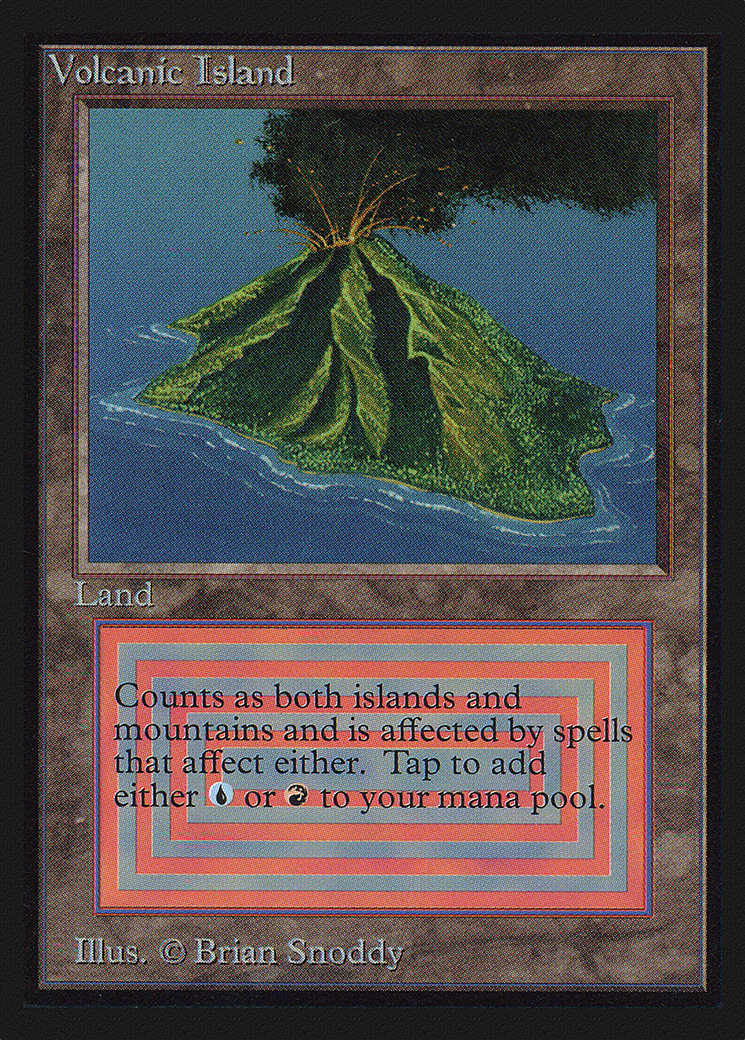 Volcanic Island
Land
Counts as both islands and
mountains and is affected by spells
that affect either. Tap to add
either or to your mana pool.
Illus. © Brian Snoddy